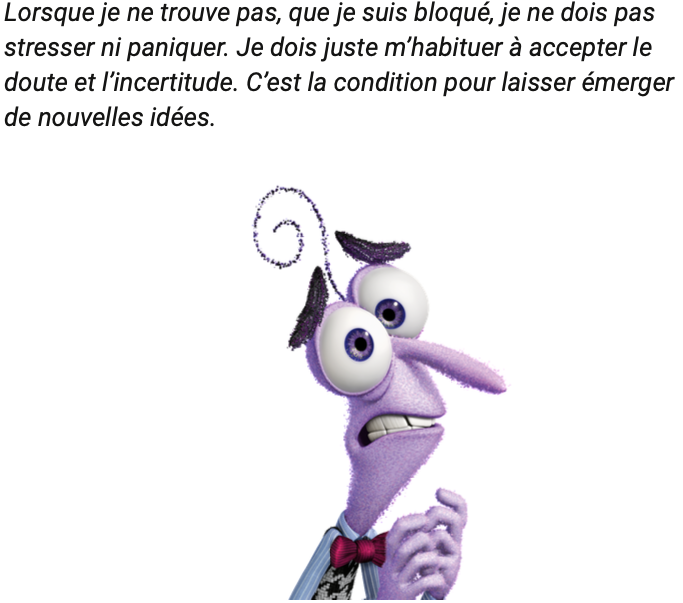 Lorsque je ne trouve pas, que je suis bloqué, je ne dois pas
stresser ni paniquer. Je dois juste m’habituer à accepter le
doute et l’incertitude. C’est la condition pour laisser émerger
de nouvelles idées.